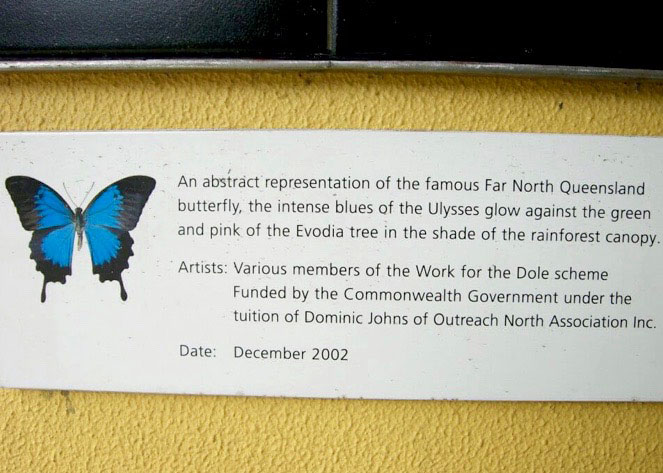 An abstract representation of the famous Far North Queensland
butterfly, the intense blues of the Ulysses glow against the green
and pink of the Evodia tree in the shade of the rainforest canopy.
Artists: Various members of the Work for the Dole scheme
Funded by the Commonwealth Government under the
tuition of Dominic Johns of Outreach North Association Inc.
Date: December 2002